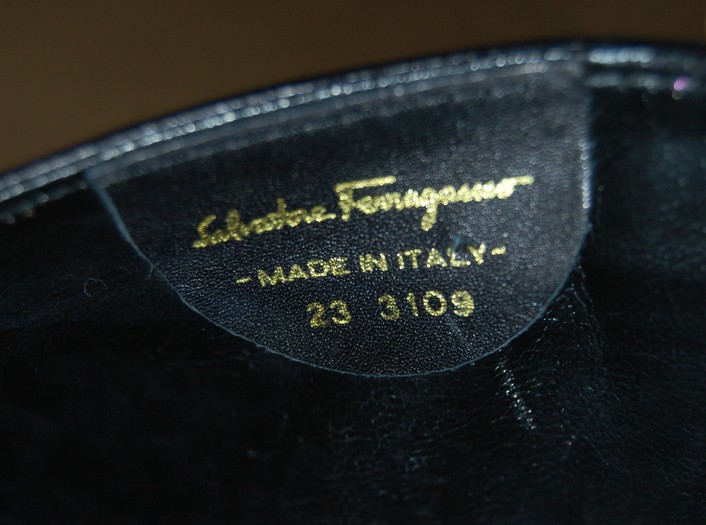 Salvatore Ferragamo
-MADE IN ITALY-
23 3109